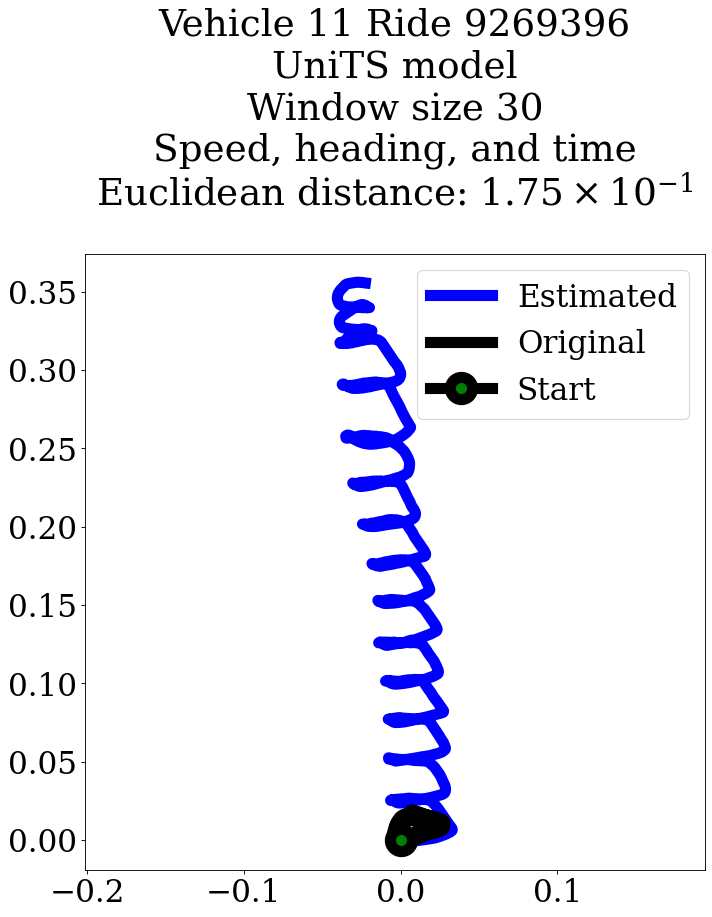 Vehicle 11 Ride 9269396
UniTS model
Window size 30
Speed, heading, and time
Euclidean distance: 1.75 × 10⁻¹
Estimated
Original
Start
0.35
0.30
0.25
0.20
0.15
0.10
0.05
0.00
−0.2 −0.1 0.0 0.1